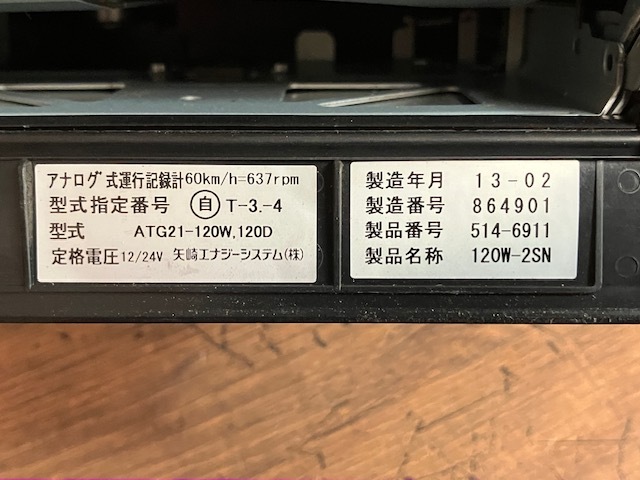 アナログ式運行記録計60km/h=637rpm
型式指定番号 ㊂ T-3.-4
型式 ATG21-120W,120D
定格電圧12/24V 矢崎エナジーシステム(株)
製造年月 13-02
製造番号 864901
製品番号 514-6911
製品名称 120W-2SN